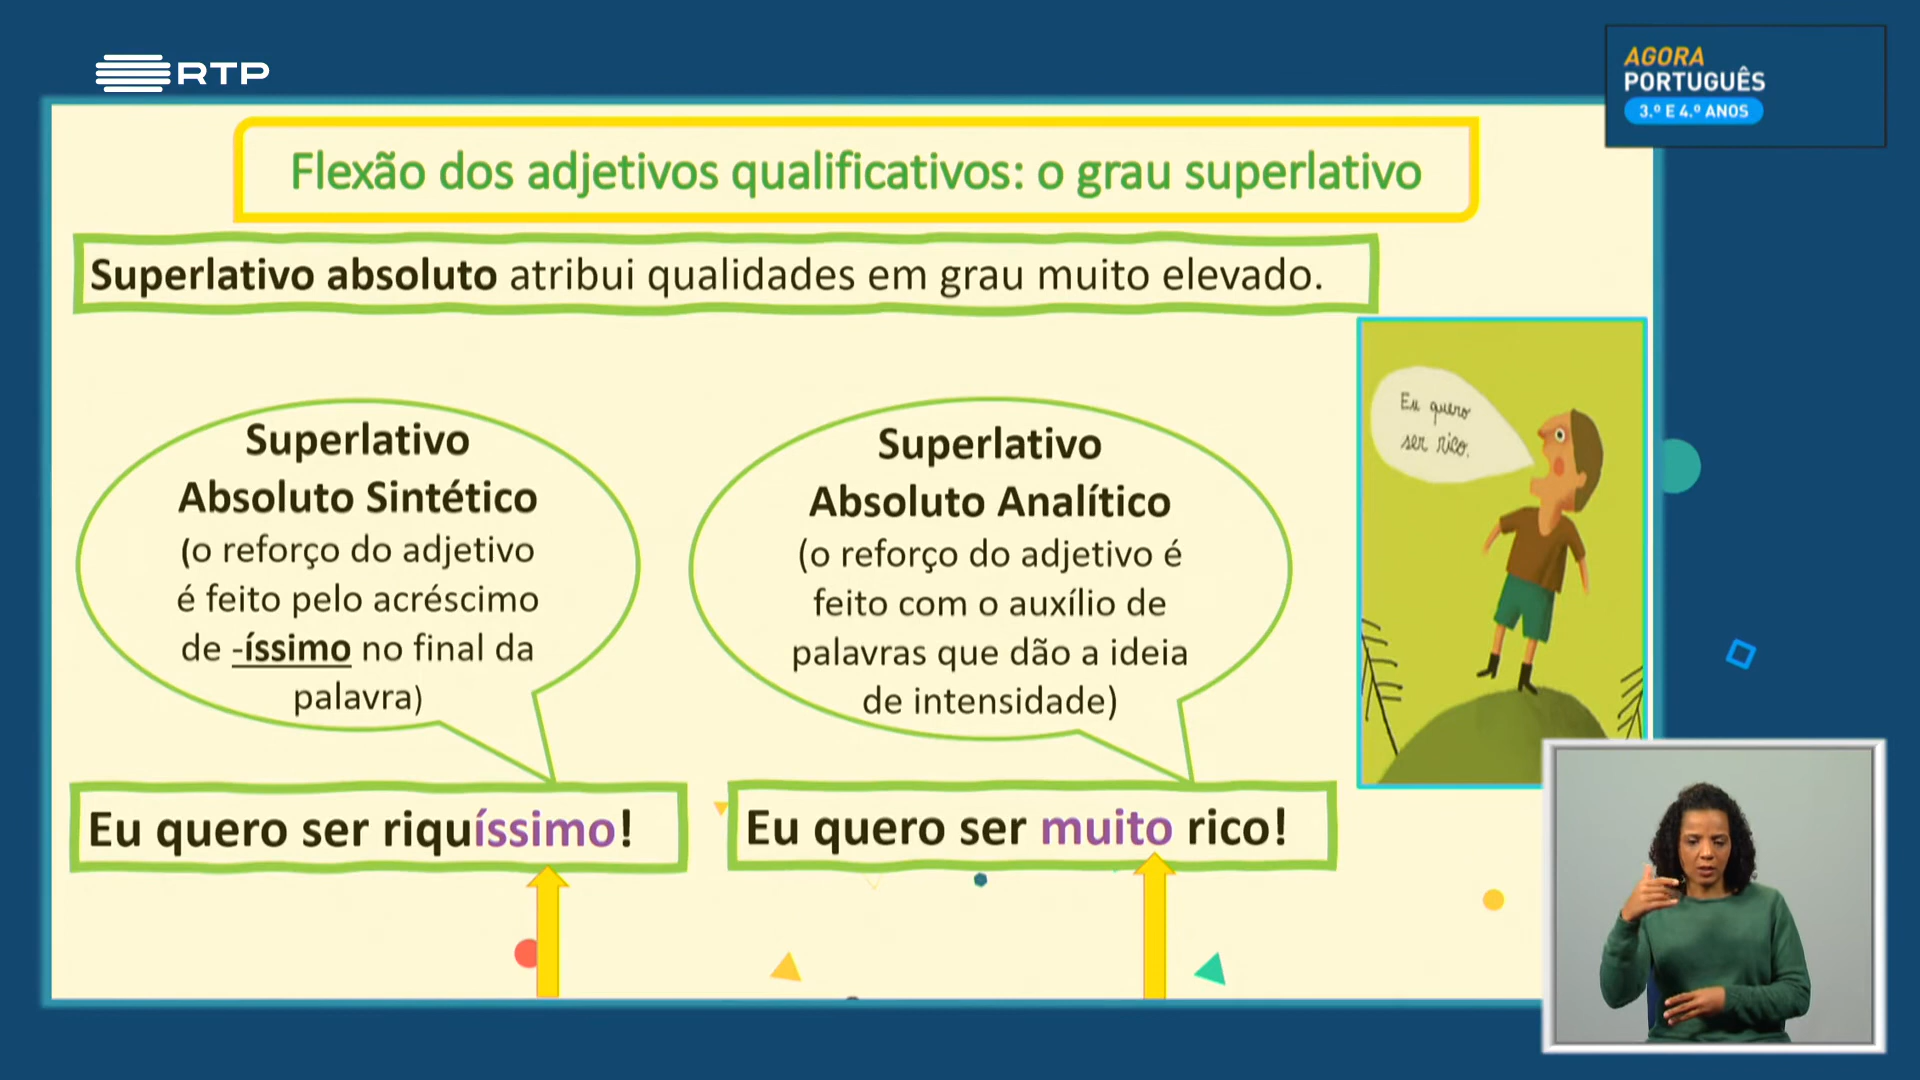 RTP
AGORA
PORTUGUÊS
3.º E 4.º ANOS
Flexão dos adjetivos qualificativos: o grau superlativo
Superlativo absoluto atribui qualidades em grau muito elevado.
Superlativo
Absoluto Sintético
(o reforço do adjetivo
é feito pelo acréscimo
de -íssimo no final da
palavra)
Superlativo
Absoluto Analítico
(o reforço do adjetivo é
feito com o auxílio de
palavras que dão a ideia
de intensidade)
Eu quero
ser rico.
Eu quero ser riquíssimo!
Eu quero ser muito rico!